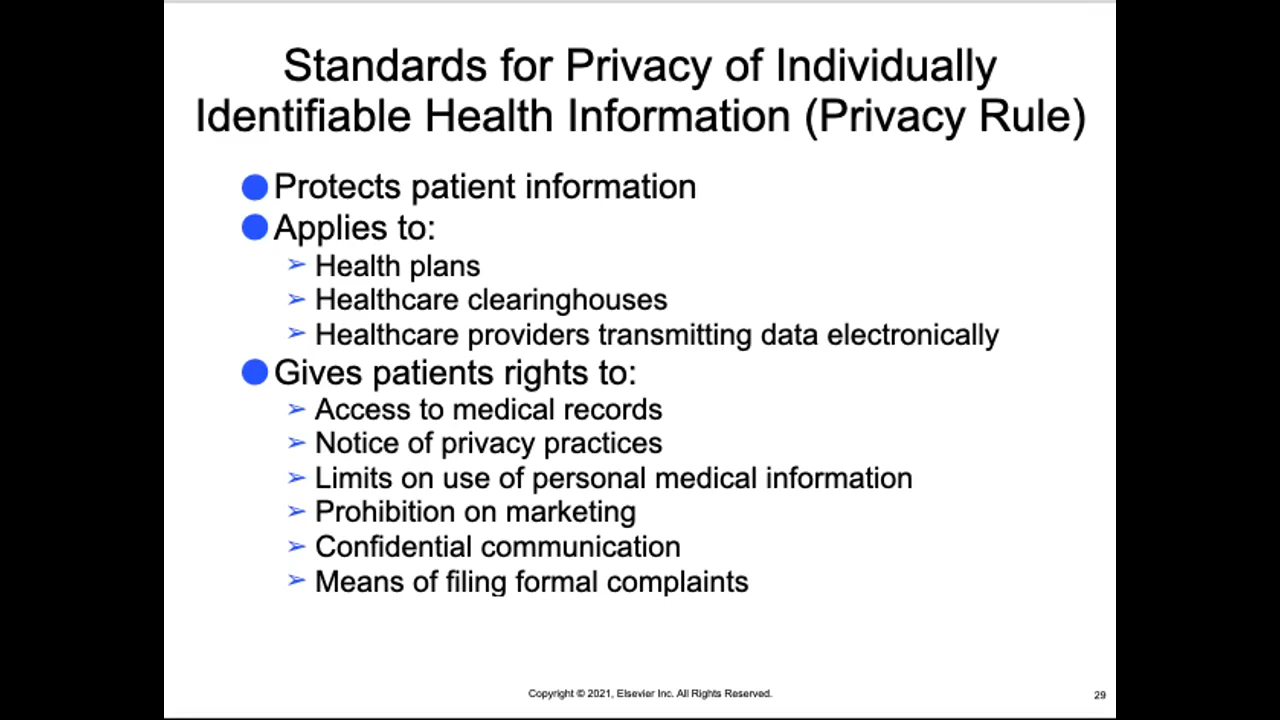 Standards for Privacy of Individually
Identifiable Health Information (Privacy Rule)
Protects patient information
Applies to:
Health plans
Healthcare clearinghouses
Healthcare providers transmitting data electronically
Gives patients rights to:
Access to medical records
Notice of privacy practices
Limits on use of personal medical information
Prohibition on marketing
Confidential communication
Means of filing formal complaints
Copyright © 2021, Elsevier Inc. All Rights Reserved.
29